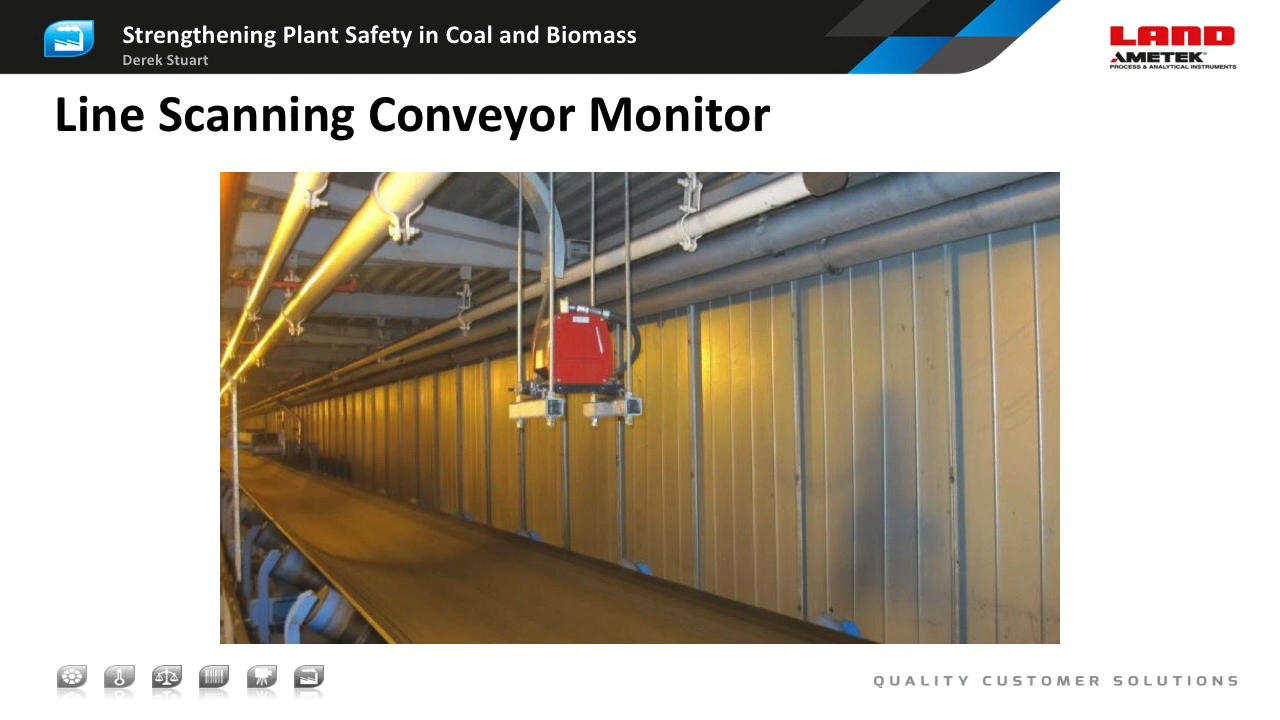 Strengthening Plant Safety in Coal and Biomass
Derek Stuart
LAND
AMETEK®
PROCESS & ANALYTICAL INSTRUMENTS
Line Scanning Conveyor Monitor
QUALITY CUSTOMER SOLUTIONS